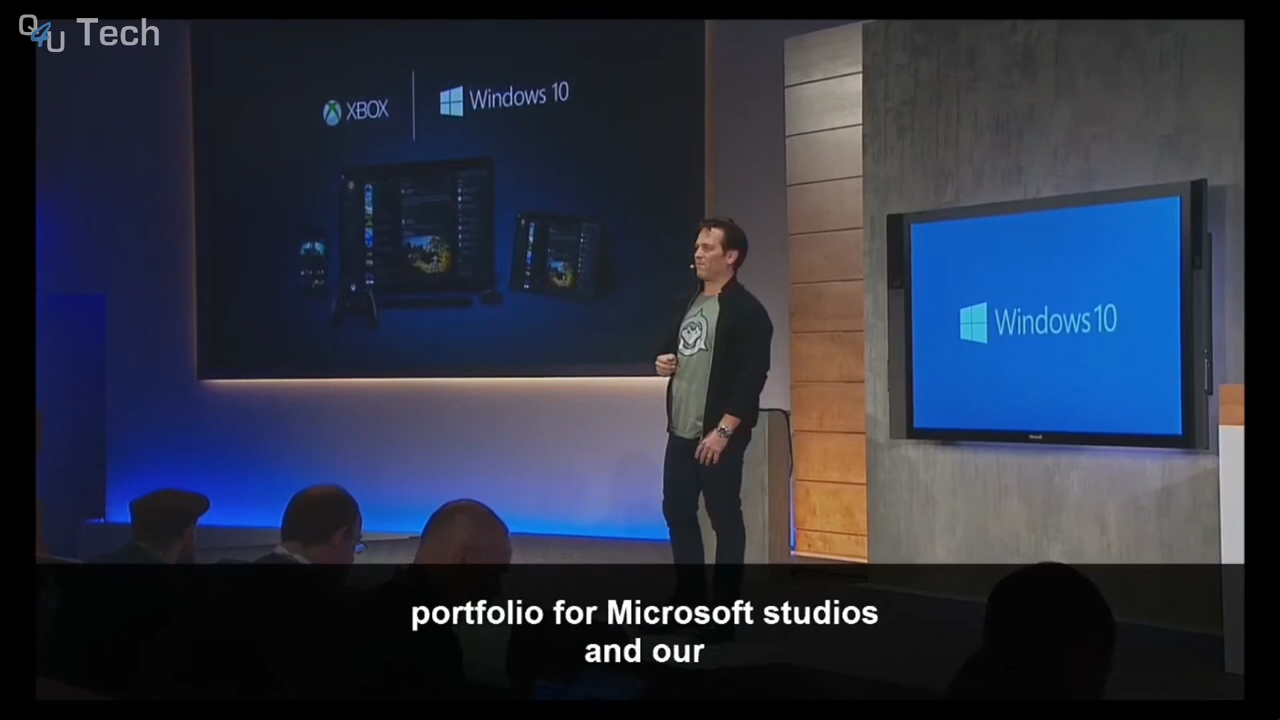 Q4U Tech
XBOX
Windows 10
Windows 10
portfolio for Microsoft studios
and our